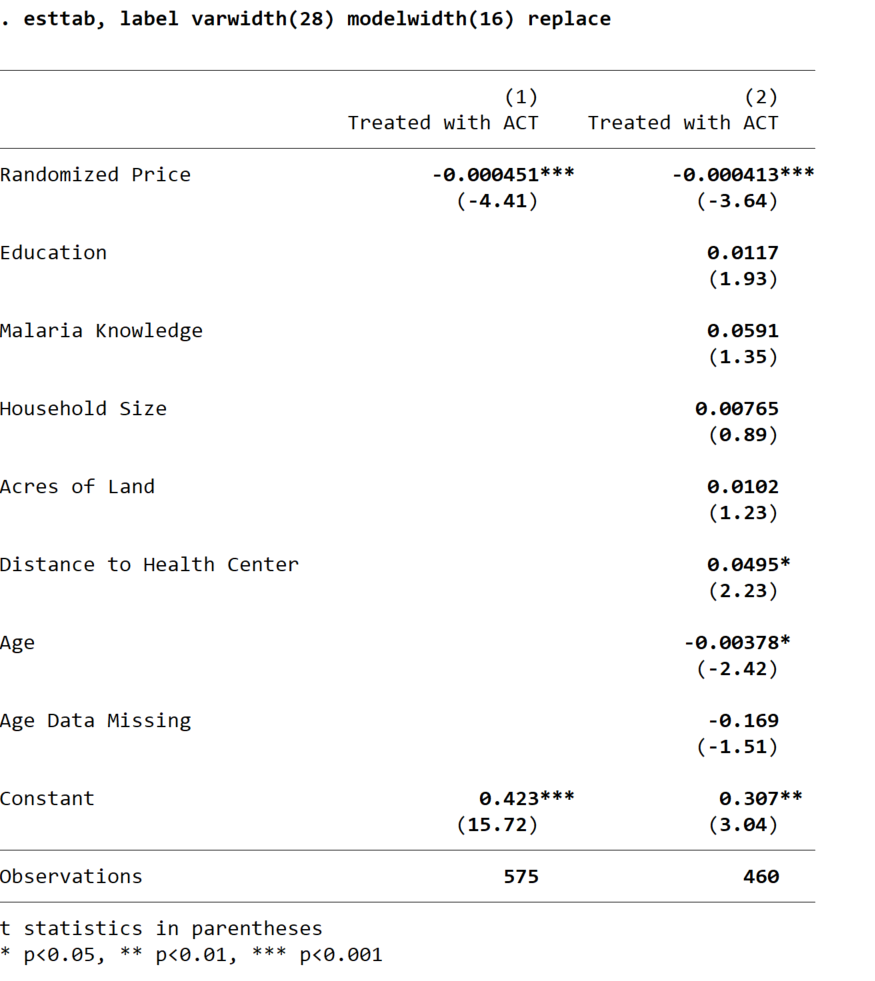 . esttab, label varwidth(28) modelwidth(16) replace
(1) (2)
Treated with ACT Treated with ACT
Randomized Price -0.000451*** -0.000413***
(-4.41) (-3.64)
Education 0.0117
(1.93)
Malaria Knowledge 0.0591
(1.35)
Household Size 0.00765
(0.89)
Acres of Land 0.0102
(1.23)
Distance to Health Center 0.0495*
(2.23)
Age -0.00378*
(-2.42)
Age Data Missing -0.169
(-1.51)
Constant 0.423*** 0.307**
(15.72) (3.04)
Observations 575 460
t statistics in parentheses
* p<0.05, ** p<0.01, *** p<0.001